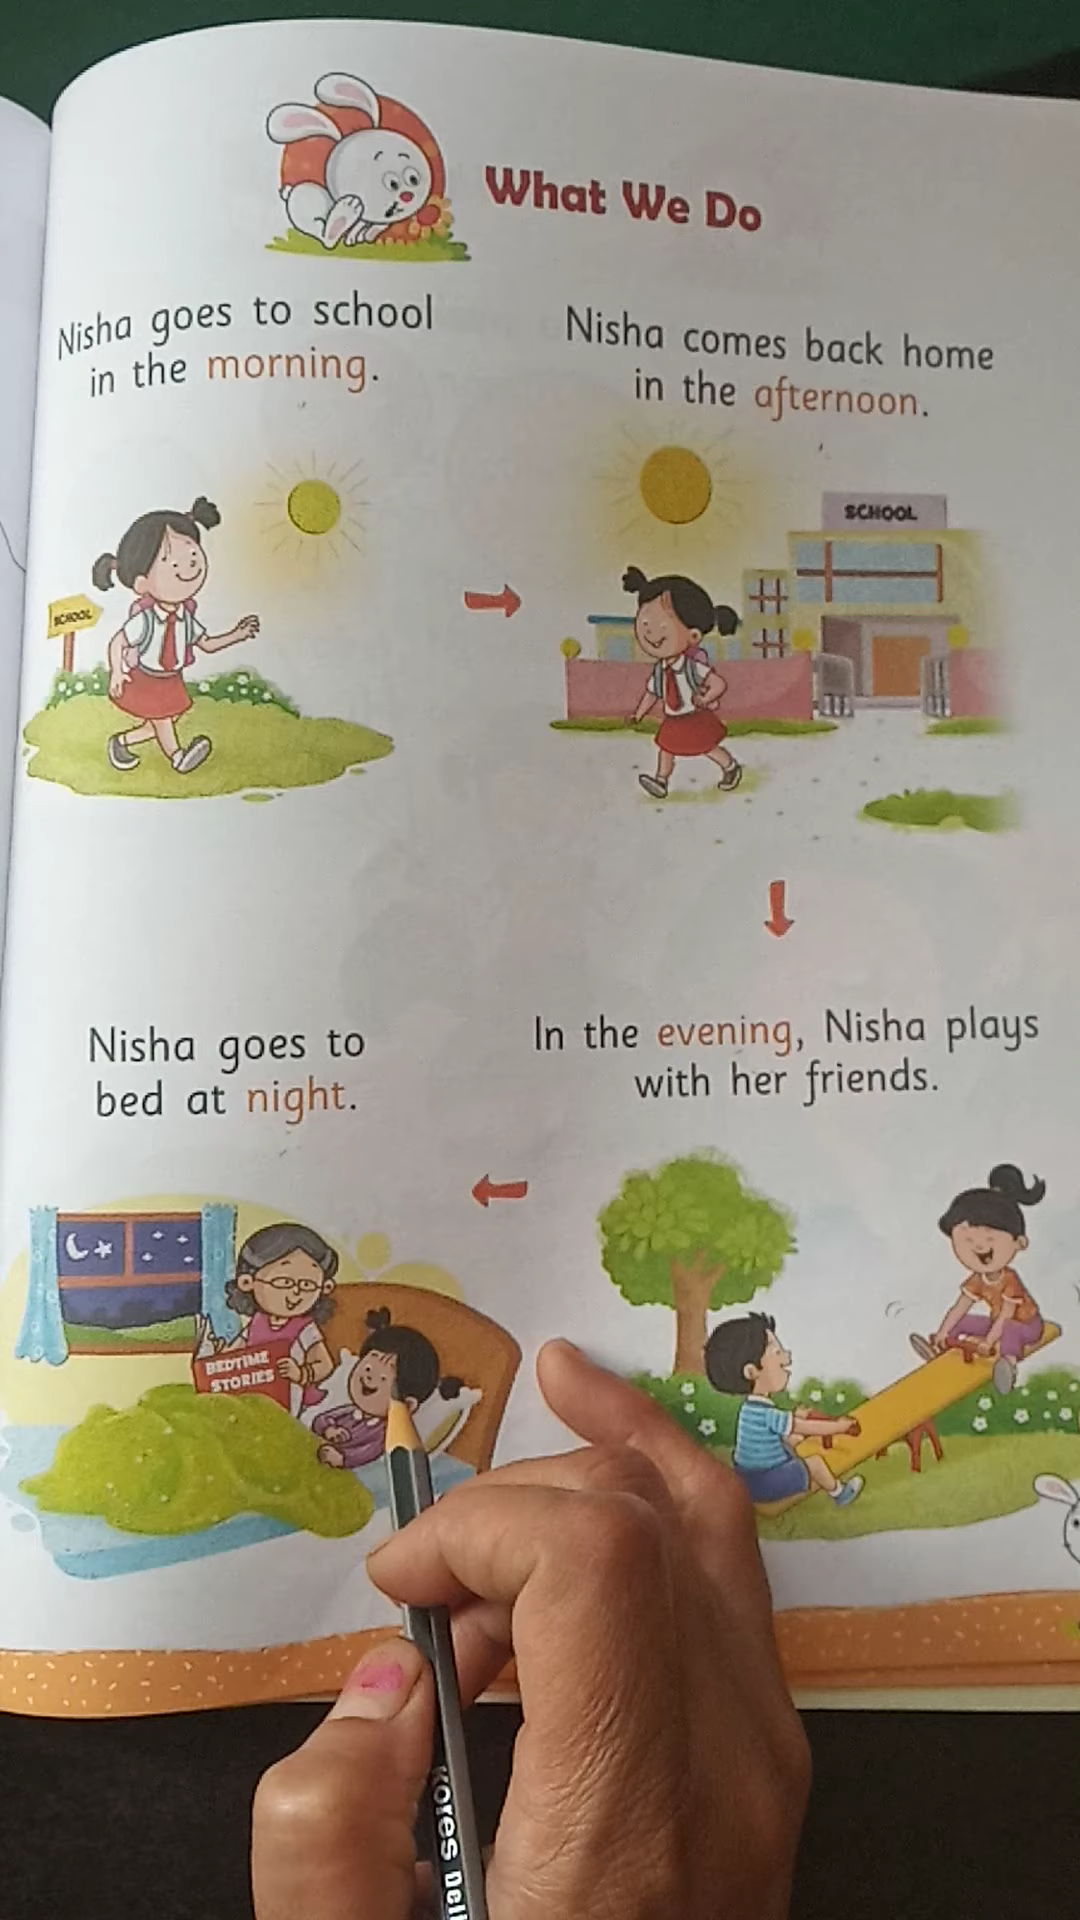 What We Do
Nisha goes to school
in the morning.
Nisha comes back home
in the afternoon.
SCHOOL
SCHOOL
In the evening, Nisha plays
with her friends.
Nisha goes to
bed at night.
BEDTIME
STORIES
Kores